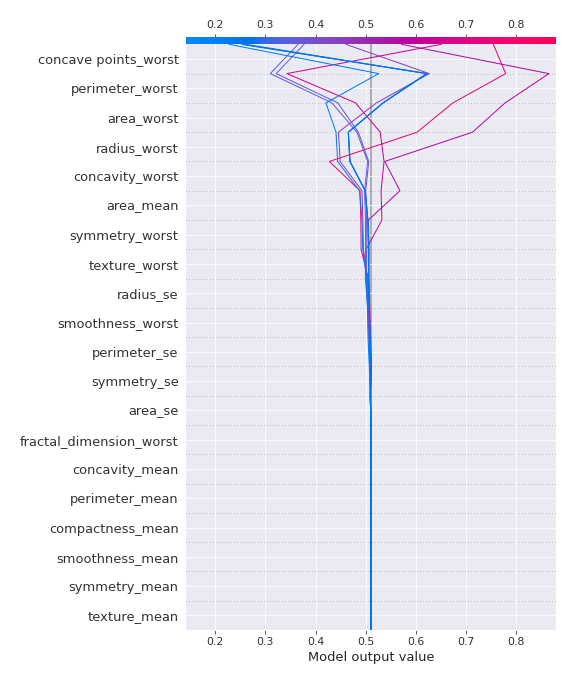 0.2 0.3 0.4 0.5 0.6 0.7 0.8
concave points_worst
perimeter_worst
area_worst
radius_worst
concavity_worst
area_mean
symmetry_worst
texture_worst
radius_se
smoothness_worst
perimeter_se
symmetry_se
area_se
fractal_dimension_worst
concavity_mean
perimeter_mean
compactness_mean
smoothness_mean
symmetry_mean
texture_mean
0.2 0.3 0.4 0.5 0.6 0.7 0.8
Model output value